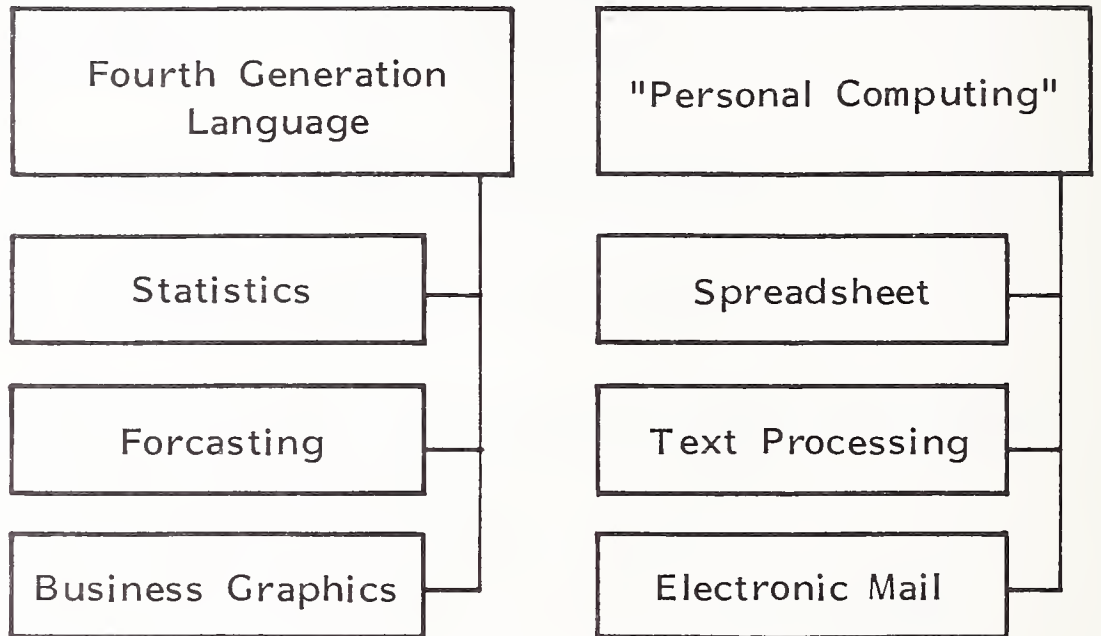 Fourth Generation
Language
Statistics
Forcasting
Business Graphics
"Personal Computing"
Spreadsheet
Text Processing
Electronic Mail